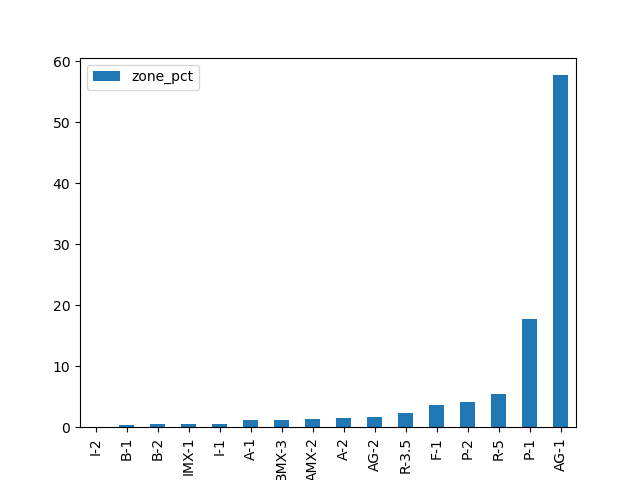 zone_pct
60
50
40
30
20
10
0
I-2
B-1
B-2
IMX-1
I-1
A-1
BMX-3
AMX-2
A-2
AG-2
R-3.5
F-1
P-2
R-5
P-1
AG-1